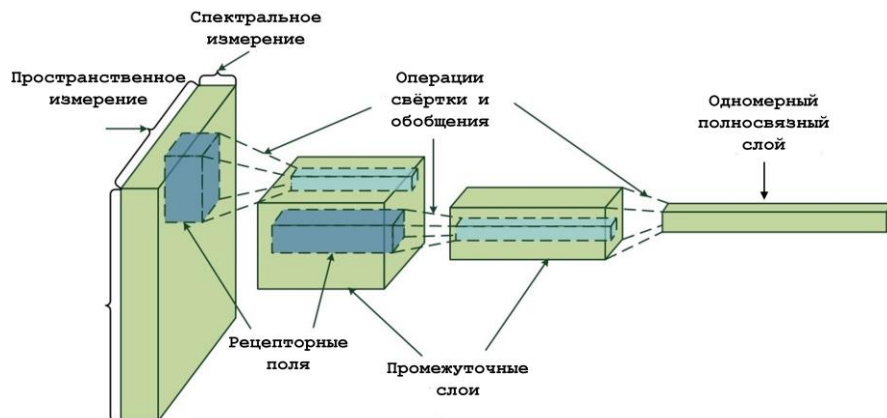 Спектральное
измерение
Пространственное
измерение
Операции
свёртки и
обобщения
Одномерный
полносвязный
слой
Рецепторные
поля
Промежуточные
слои